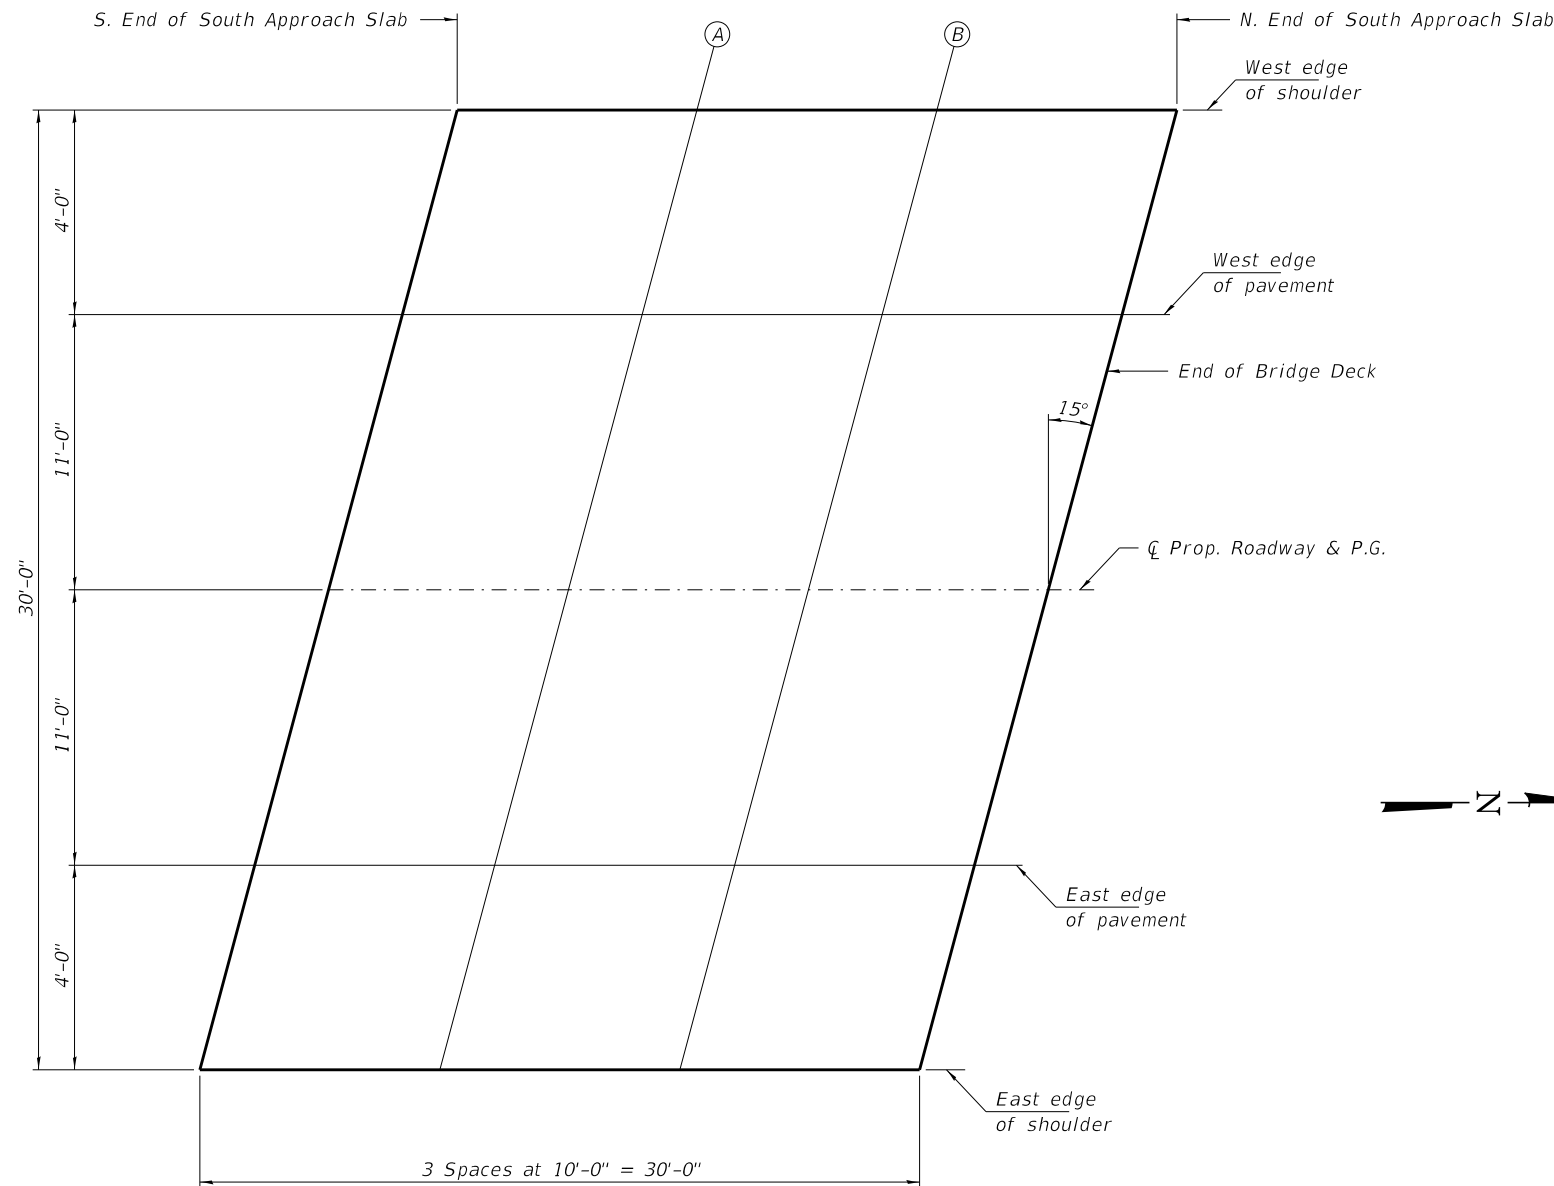 S. End of South Approach Slab
A
B
N. End of South Approach Slab
West edge
of shoulder
4'-0"
West edge
of pavement
End of Bridge Deck
15°
11'-0"
℄ Prop. Roadway & P.G.
30'-0"
11'-0"
N
East edge
of pavement
4'-0"
East edge
of shoulder
3 Spaces at 10'-0" = 30'-0"